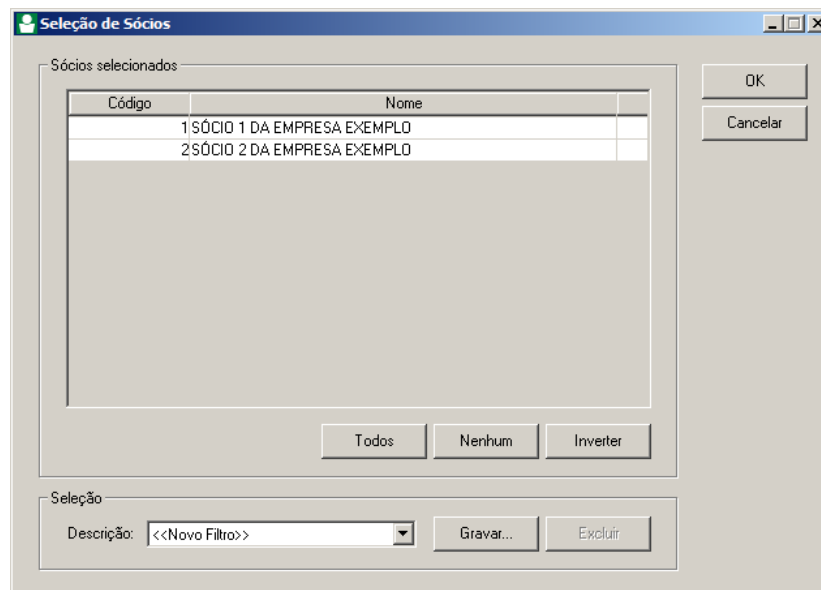 Seleção de Sócios
Sócios selecionados
Código Nome
1 SÓCIO 1 DA EMPRESA EXEMPLO
2 SÓCIO 2 DA EMPRESA EXEMPLO
OK
Cancelar
Todos Nenhum Inverter
Seleção
Descrição: <<Novo Filtro>> Gravar... Excluir